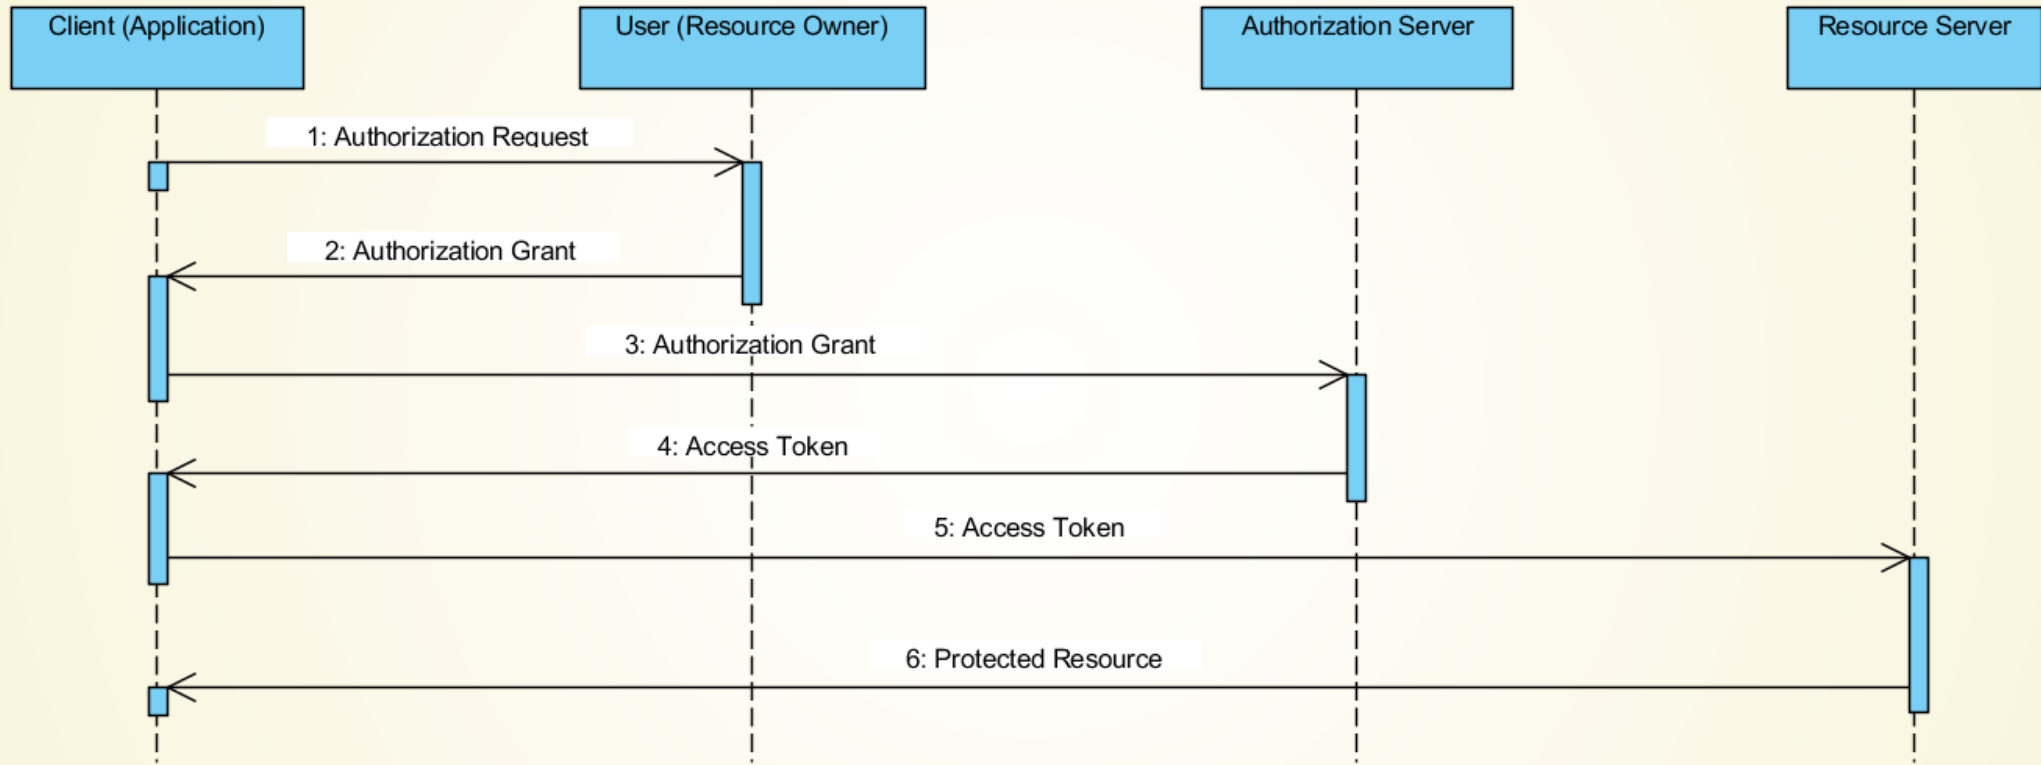 Client (Application)
User (Resource Owner)
Authorization Server
Resource Server
1: Authorization Request
2: Authorization Grant
3: Authorization Grant
4: Access Token
5: Access Token
6: Protected Resource